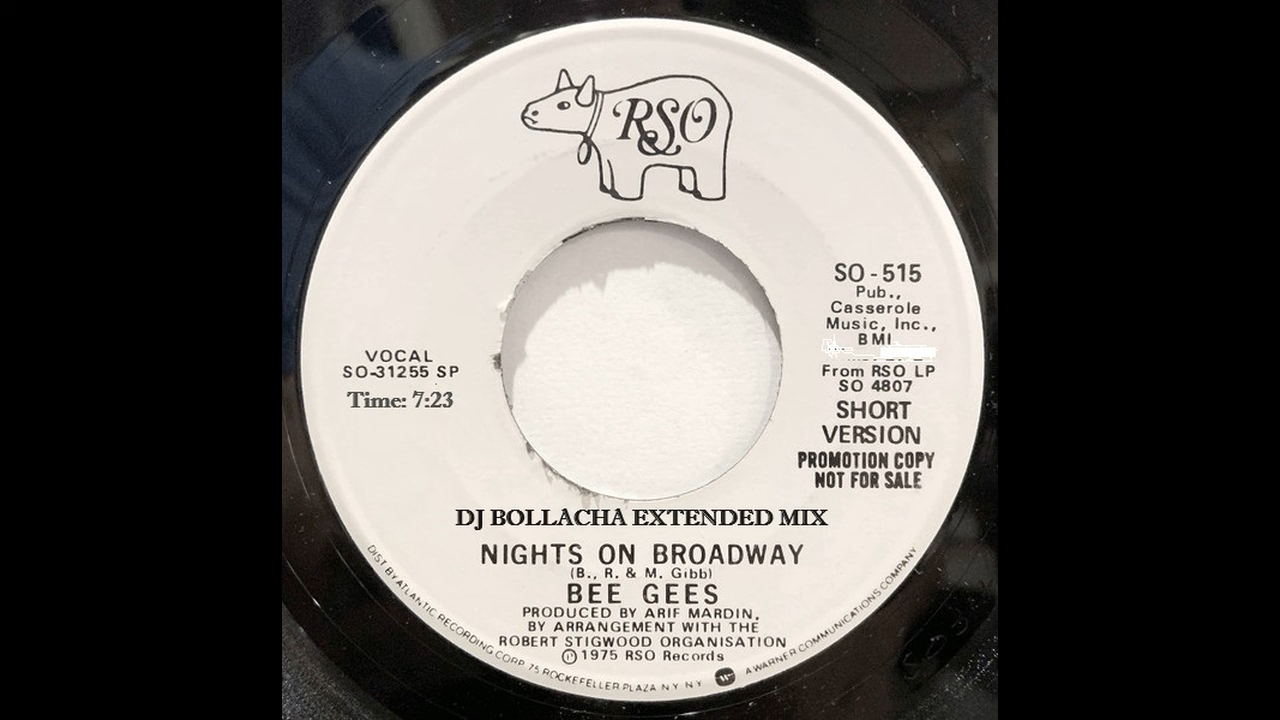 RSO
SO-515
Pub.,
Casserole
Music, Inc.,
BMI
From RSO LP
SO 4807
SHORT
VERSION
PROMOTION COPY
NOT FOR SALE
VOCAL
SO-31255 SP
Time: 7:23
DJ BOLLACHA EXTENDED MIX
NIGHTS ON BROADWAY
(B., R. & M. Gibb)
BEE GEES
PRODUCED BY ARIF MARDIN,
BY ARRANGEMENT WITH THE
ROBERT STIGWOOD ORGANISATION
Ⓟ 1975 RSO Records
DIST BY ATLANTIC RECORDING CORP 75 ROCKEFELLER PLAZA N.Y. N.Y. A WARNER COMMUNICATIONS COMPANY